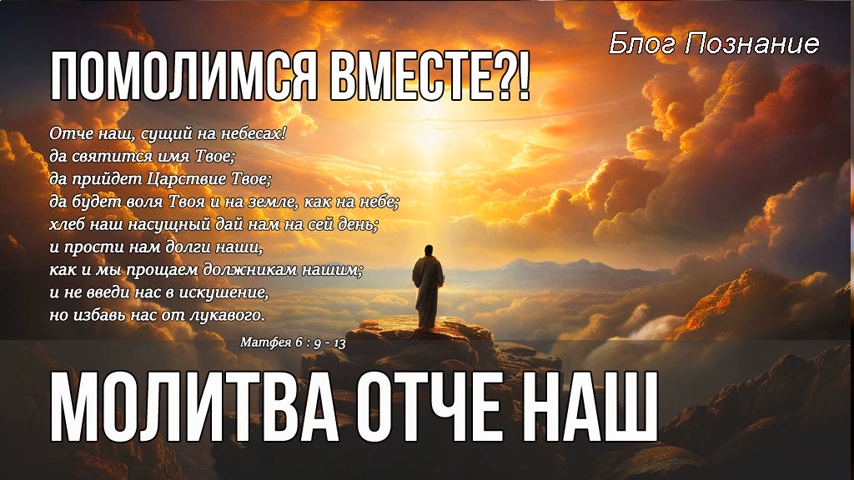 Блог Познание
ПОМОЛИМСЯ ВМЕСТЕ?!
Отче наш, сущий на небесах!
да святится имя Твое;
да прийдет Царствие Твое;
да будет воля Твоя и на земле, как на небе;
хлеб наш насущный дай нам на сей день;
и прости нам долги наши,
как и мы прощаем должникам нашим;
и не введи нас в искушение,
но избавь нас от лукавого.
Матфея 6 : 9 - 13
МОЛИТВА ОТЧЕ НАШ